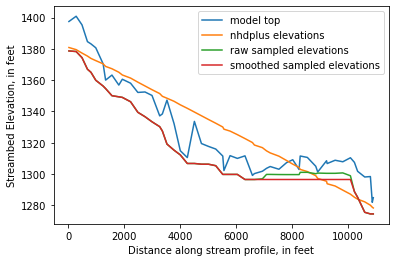 model top
nhdplus elevations
raw sampled elevations
smoothed sampled elevations
Streambed Elevation, in feet
1400
1380
1360
1340
1320
1300
1280
0
2000
4000
6000
8000
10000
Distance along stream profile, in feet